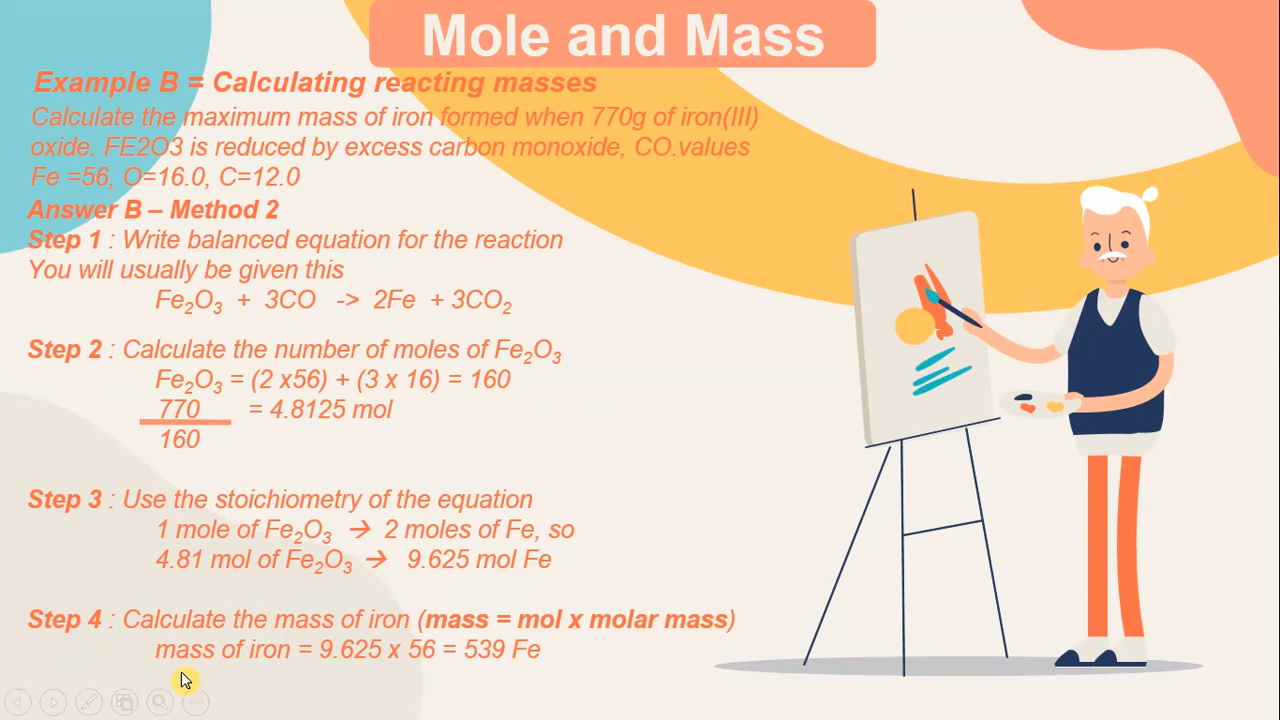 Mole and Mass
Example B = Calculating reacting masses
Calculate the maximum mass of iron formed when 770g of iron(III)
oxide. FE2O3 is reduced by excess carbon monoxide, CO.values
Fe =56, O=16.0, C=12.0
Answer B – Method 2
Step 1 : Write balanced equation for the reaction
You will usually be given this
Fe₂O₃ + 3CO -> 2Fe + 3CO₂
Step 2 : Calculate the number of moles of Fe₂O₃
Fe₂O₃ = (2 x56) + (3 x 16) = 160
770 = 4.8125 mol
160
Step 3 : Use the stoichiometry of the equation
1 mole of Fe₂O₃ → 2 moles of Fe, so
4.81 mol of Fe₂O₃ → 9.625 mol Fe
Step 4 : Calculate the mass of iron (mass = mol x molar mass)
mass of iron = 9.625 x 56 = 539 Fe